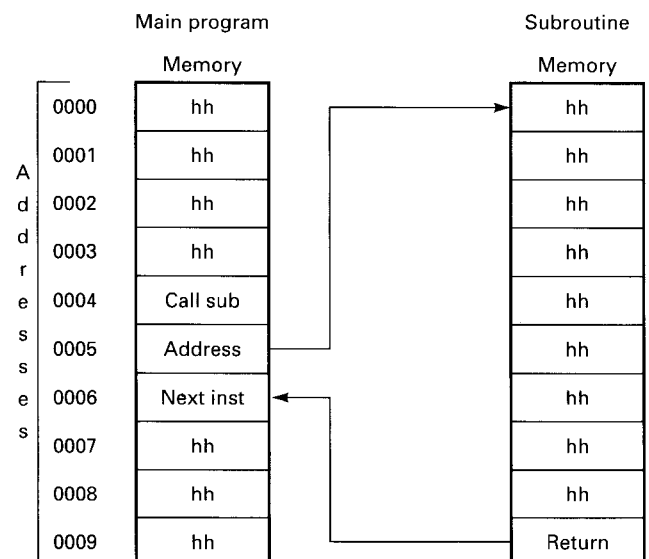 Main program Subroutine
Memory Memory
0000 hh hh
0001 hh hh
0002 hh hh
0003 hh hh
0004 Call sub hh
0005 Address hh
0006 Next inst hh
0007 hh hh
0008 hh hh
0009 hh Return
Addresses